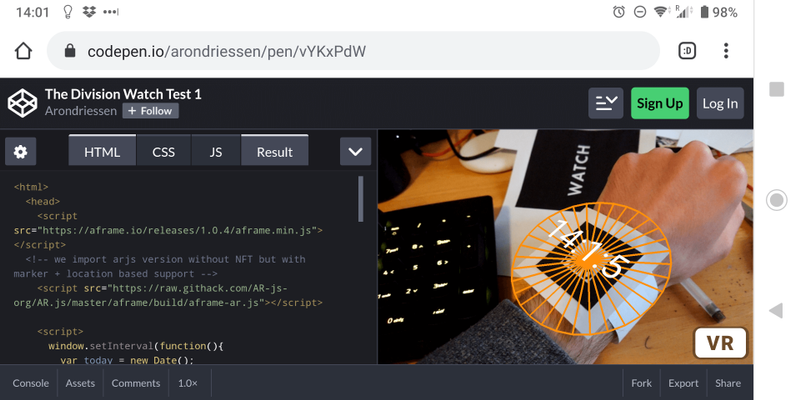 14:01
98%
codepen.io/arondriessen/pen/vYKxPdW
:D
The Division Watch Test 1
Arondriessen
+ Follow
Sign Up
Log In
HTML
CSS
JS
Result
<html>
<head>
<script
src="https://aframe.io/releases/1.0.4/aframe.min.js">
</script>
<!-- we import arjs version without NFT but with
marker + location based support -->
<script src="https://raw.githack.com/AR-js-
org/AR.js/master/aframe/build/aframe-ar.js"></script>
<script>
window.setInterval(function(){
var today = new Date();
WATCH
VR
Console
Assets
Comments
1.0×
Fork
Export
Share